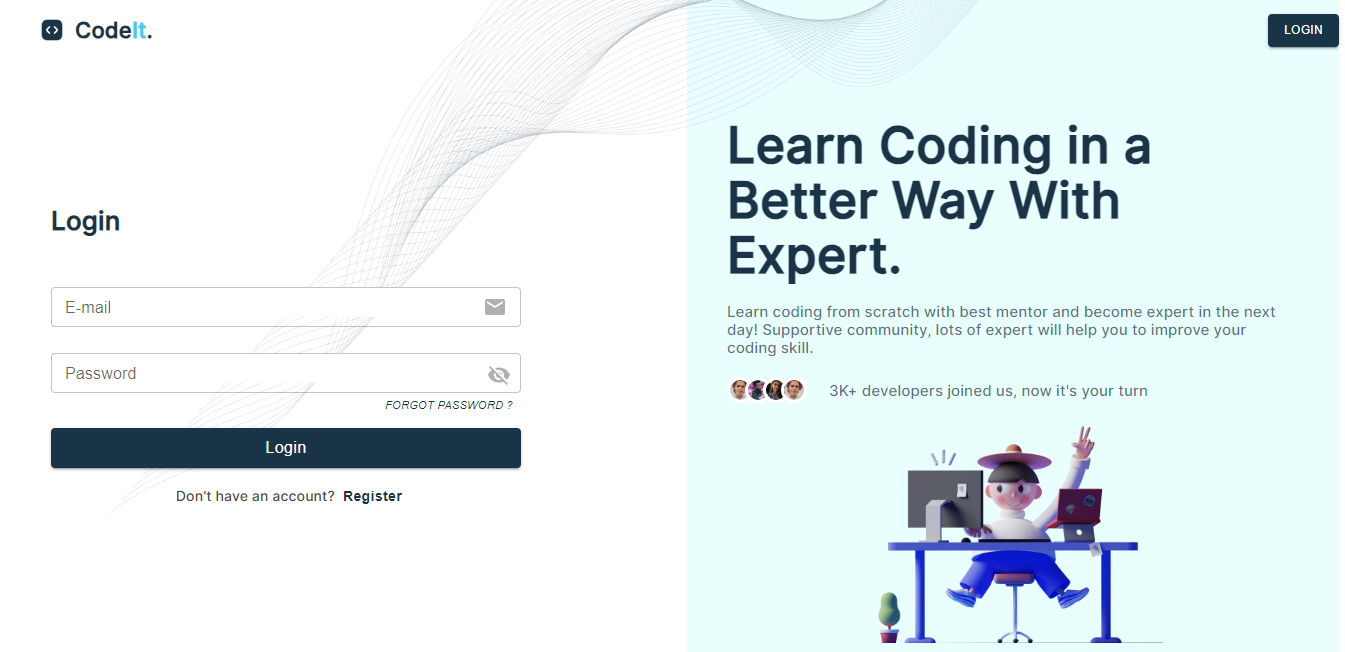 CodeIt.
LOGIN
Login
E-mail
Password
FORGOT PASSWORD ?
Login
Don't have an account? Register
Learn Coding in a
Better Way With
Expert.
Learn coding from scratch with best mentor and become expert in the next
day! Supportive community, lots of expert will help you to improve your
coding skill.
3K+ developers joined us, now it's your turn